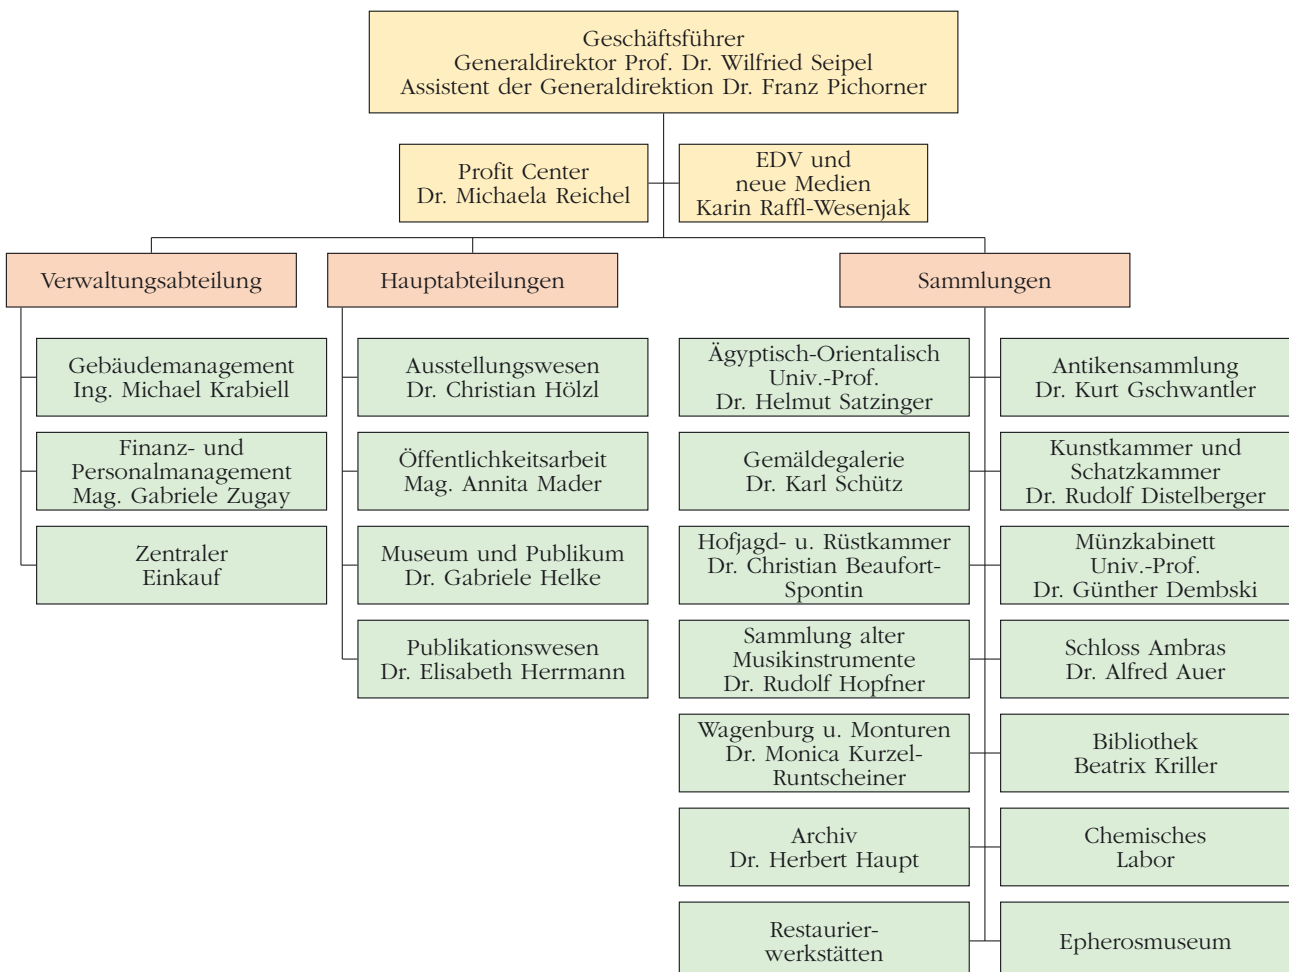 Geschäftsführer
Generaldirektor Prof. Dr. Wilfried Seipel
Assistent der Generaldirektion Dr. Franz Pichorner
Profit Center
Dr. Michaela Reichel
EDV und
neue Medien
Karin Raffl-Wesenjak
Verwaltungsabteilung
Gebäudemanagement
Ing. Michael Krabiell
Finanz- und
Personalmanagement
Mag. Gabriele Zugay
Zentraler
Einkauf
Hauptabteilungen
Ausstellungswesen
Dr. Christian Hölzl
Öffentlichkeitsarbeit
Mag. Annita Mader
Museum und Publikum
Dr. Gabriele Helke
Publikationswesen
Dr. Elisabeth Herrmann
Sammlungen
Ägyptisch-Orientalisch
Univ.-Prof.
Dr. Helmut Satzinger
Antikensammlung
Dr. Kurt Gschwantler
Gemäldegalerie
Dr. Karl Schütz
Kunstkammer und
Schatzkammer
Dr. Rudolf Distelberger
Hofjagd- u. Rüstkammer
Dr. Christian Beaufort-
Spontin
Münzkabinett
Univ.-Prof.
Dr. Günther Dembski
Sammlung alter
Musikinstrumente
Dr. Rudolf Hopfner
Schloss Ambras
Dr. Alfred Auer
Wagenburg u. Monturen
Dr. Monica Kurzel-
Runtscheiner
Bibliothek
Beatrix Kriller
Archiv
Dr. Herbert Haupt
Chemisches
Labor
Restaurier-
werkstätten
Epherosmuseum